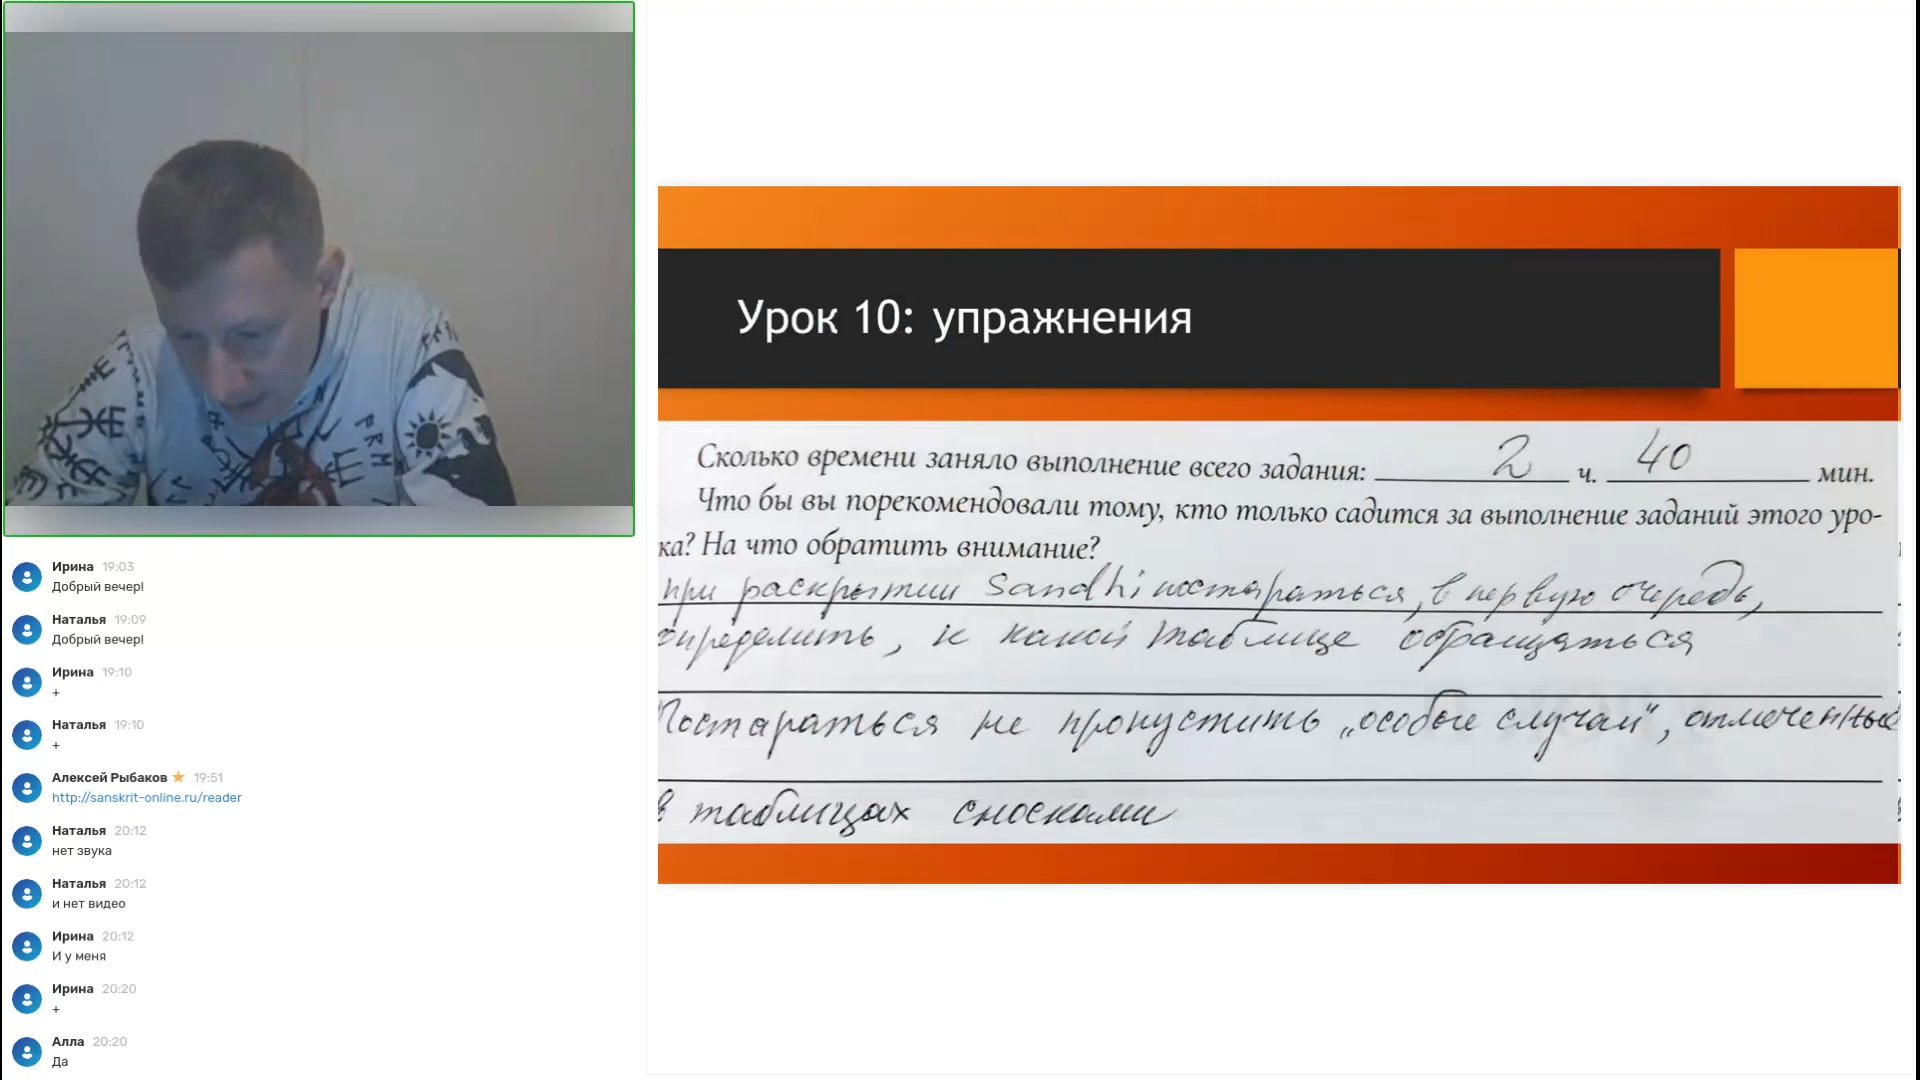 Ирина 19:03
Добрый вечер!
Наталья 19:09
Добрый вечер!
Ирина 19:10
+
Наталья 19:10
+
Алексей Рыбаков 19:51
http://sanskrit-online.ru/reader
Наталья 20:12
нет звука
Наталья 20:12
и нет видео
Ирина 20:12
И у меня
Ирина 20:20
+
Алла 20:20
Да
Урок 10: упражнения
Сколько времени заняло выполнение всего задания: 2 ч. 40 мин.
Что бы вы порекомендовали тому, кто только садится за выполнение заданий этого уро-
ка? На что обратить внимание?
при раскрытии Sandhi постараться, в первую очередь,
определить, к какой таблице обращаться
Постараться не пропустить „особые случаи“, отмеченные
в таблицах сносками